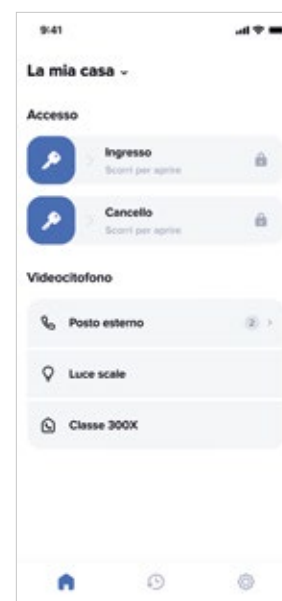 9:41
La mia casa
Accesso
Ingresso
Scorri per aprire
Cancello
Scorri per aprire
Videocitofono
Posto esterno
2
Luce scale
Classe 300X